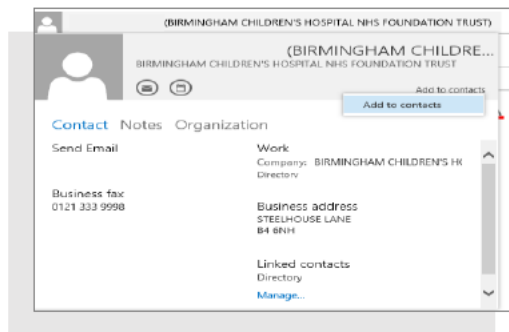 (BIRMINGHAM CHILDREN'S HOSPITAL NHS FOUNDATION TRUST)
(BIRMINGHAM CHILDRE...
BIRMINGHAM CHILDREN'S HOSPITAL NHS FOUNDATION TRUST
Add to contacts
Add to contacts
Contact Notes Organization
Send Email
Work
Company: BIRMINGHAM CHILDREN'S H
Directory
Business fax
0121 333 9998
Business address
STEELHOUSE LANE
B4 6NH
Linked contacts
Directory
Manage...